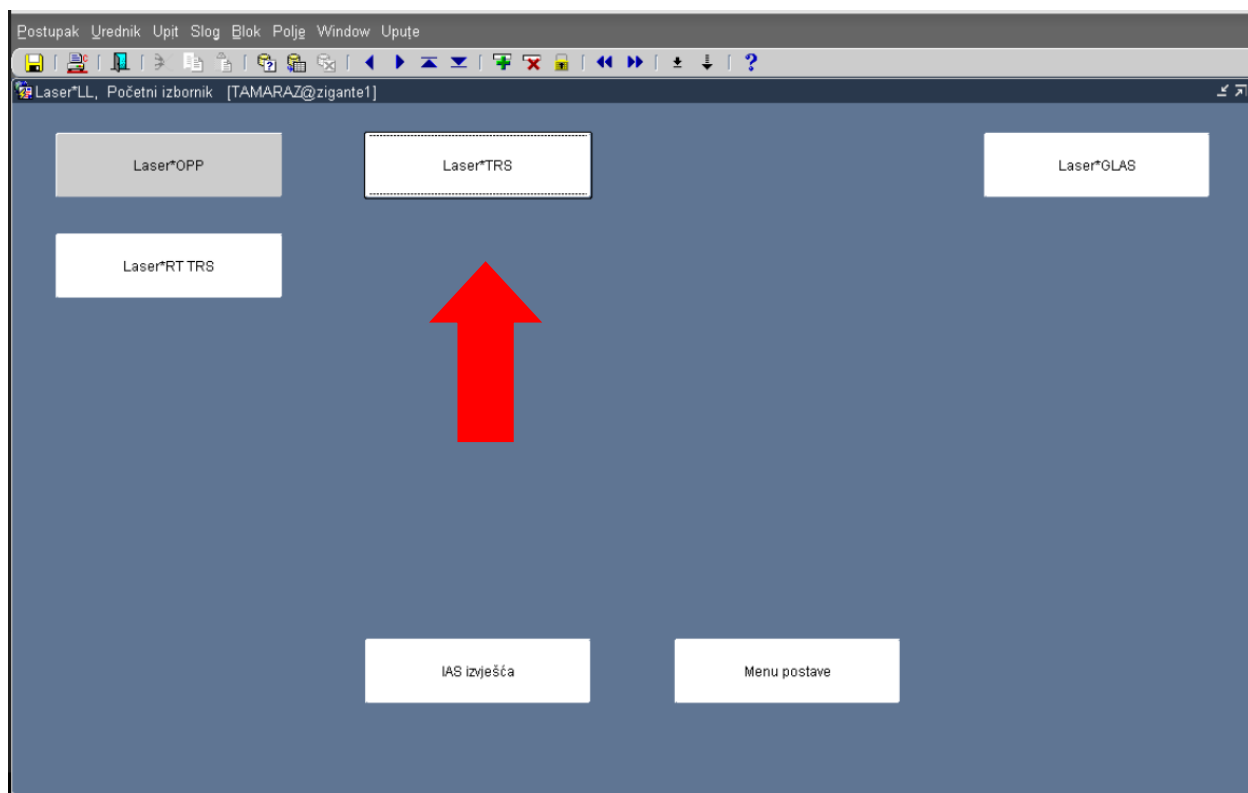 Postupak Urednik Upit Slog Blok Polje Window Upute
Laser*LL, Početni izbornik [TAMARAZ@zigante1]
Laser*OPP Laser*TRS Laser*GLAS
Laser*RT TRS
IAS izvješća Menu postave